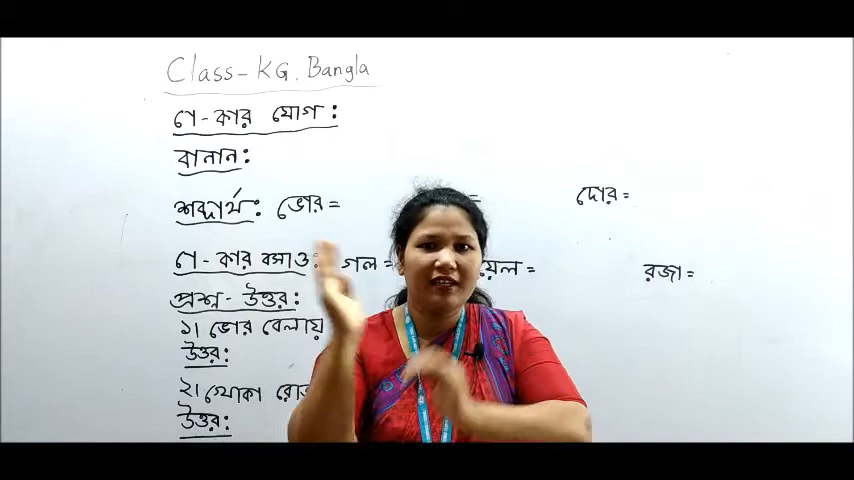 Class-KG. Bangla
ো-কার যোগ:
বানান:
শব্দার্থ: ভোর= = দোর=
ো-কার বসাও: গল= য়েল= রজা=
প্রশ্ন-উত্তর:
১। ভোর বেলায়
উত্তর:
২। খোকা
উত্তর: